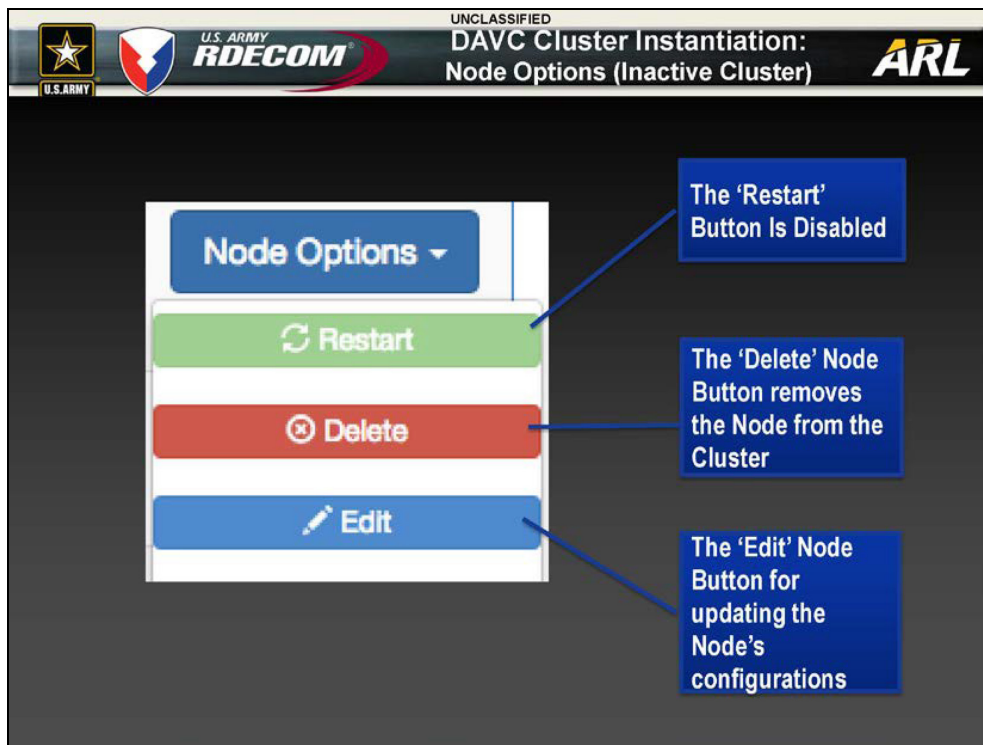 UNCLASSIFIED
U.S.ARMY
U.S. ARMY
RDECOM®
DAVC Cluster Instantiation:
Node Options (Inactive Cluster)
ARL
Node Options
Restart
Delete
Edit
The ‘Restart’
Button Is Disabled
The ‘Delete’ Node
Button removes
the Node from the
Cluster
The ‘Edit’ Node
Button for
updating the
Node’s
configurations